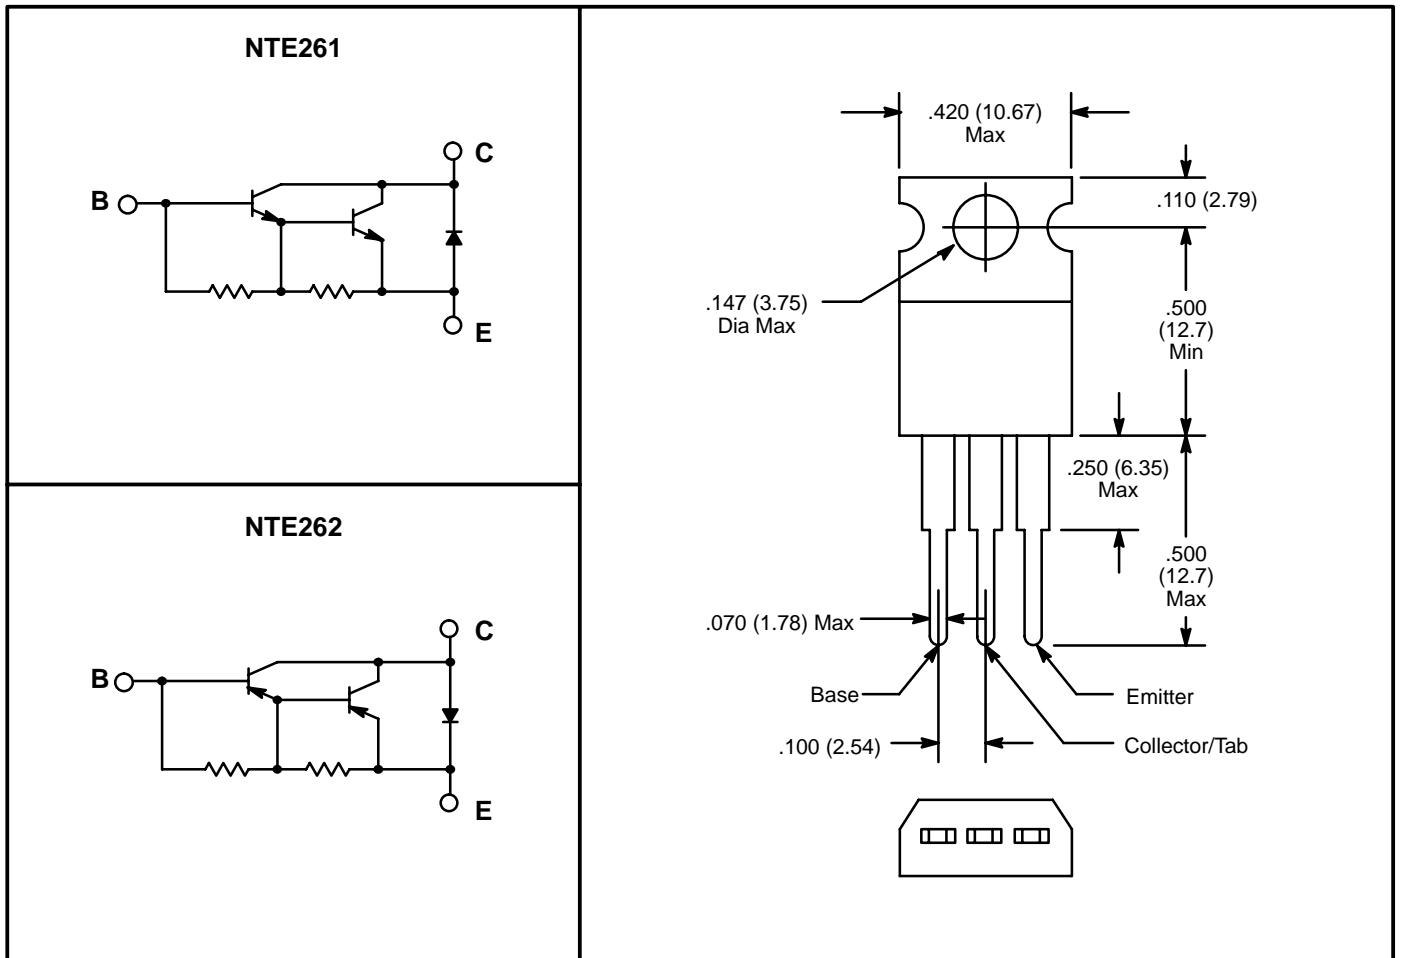 NTE261
C
B
E
NTE262
C
B
E
.420 (10.67)
Max
.110 (2.79)
.147 (3.75)
Dia Max
.500
(12.7)
Min
.250 (6.35)
Max
.500
(12.7)
Max
.070 (1.78) Max
Base
Emitter
.100 (2.54)
Collector/Tab